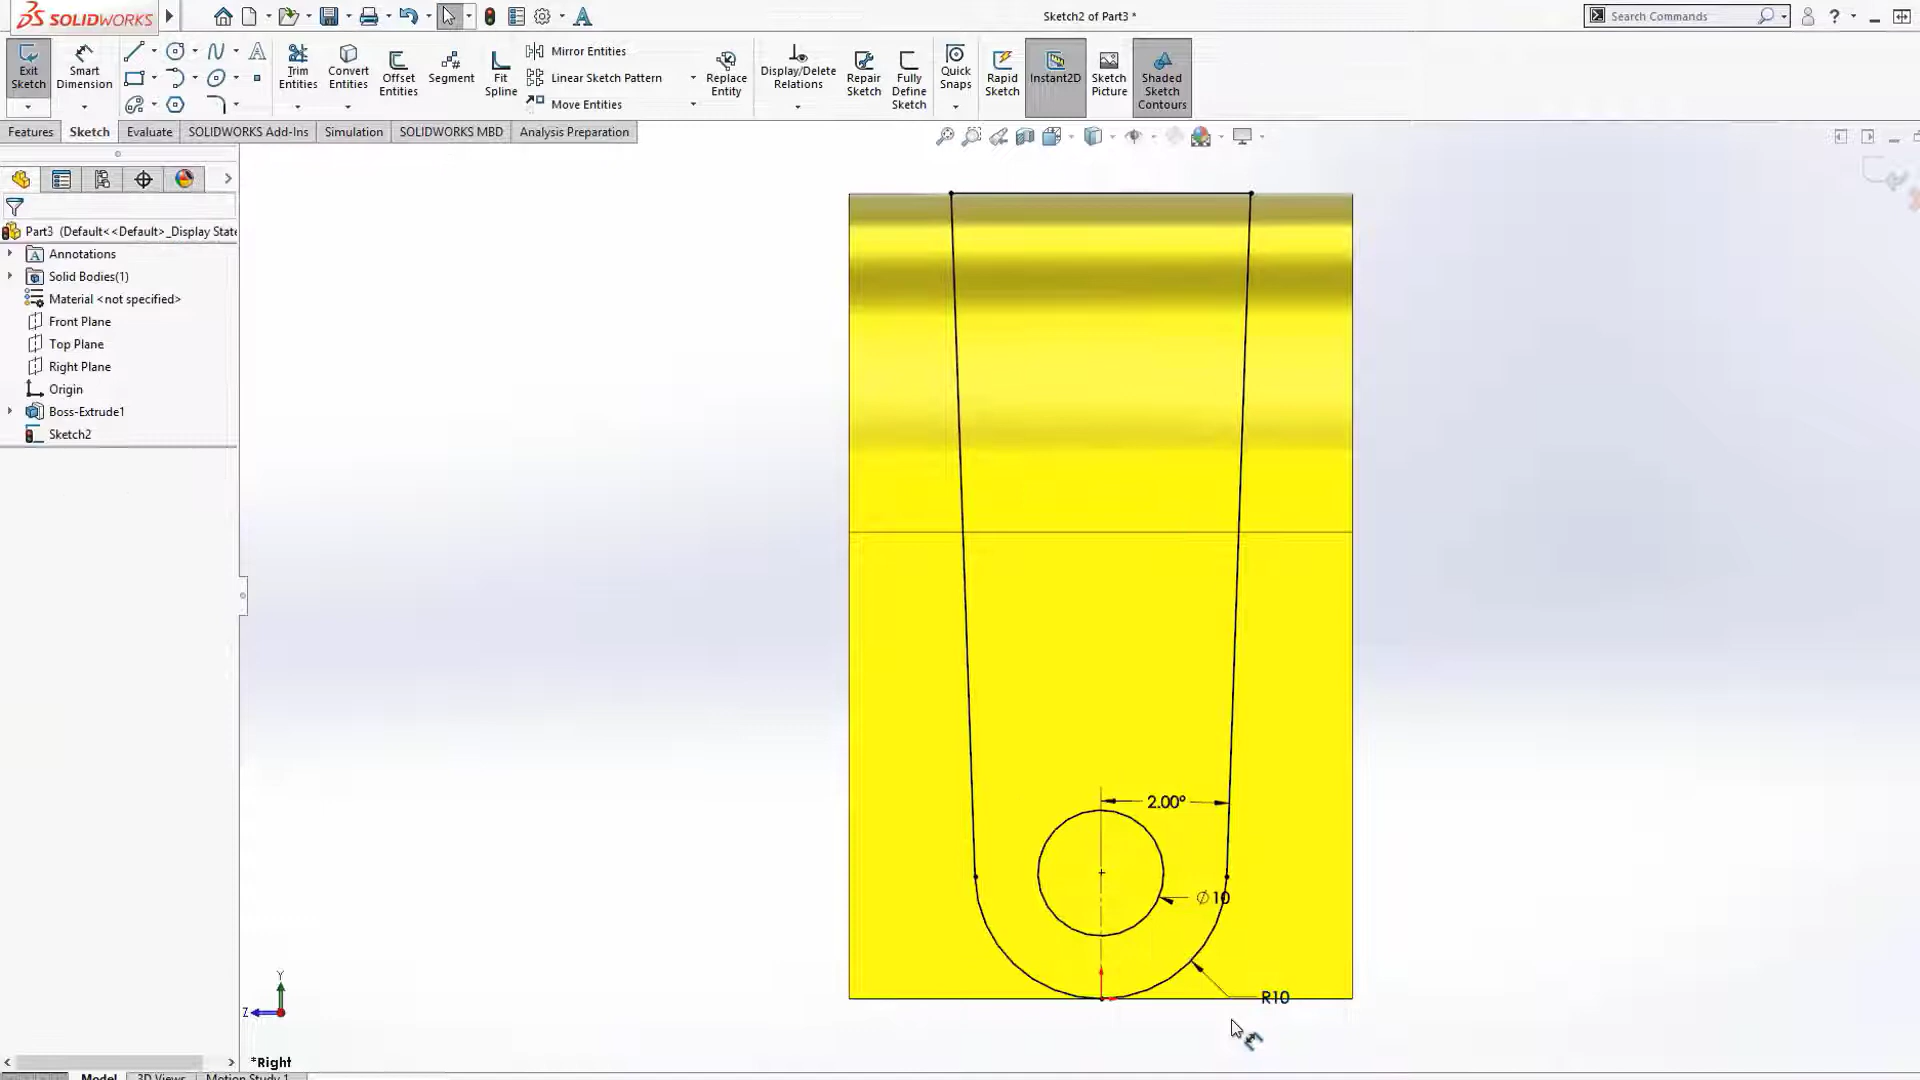 SOLIDWORKS
Sketch2 of Part3 *
Search Commands
?
Exit Sketch
Smart Dimension
Trim Entities
Convert Entities
Offset Entities
Segment
Fit Spline
Mirror Entities
Linear Sketch Pattern
Move Entities
Replace Entity
Display/Delete Relations
Repair Sketch
Fully Define Sketch
Quick Snaps
Rapid Sketch
Instant2D
Sketch Picture
Shaded Sketch Contours
Features
Sketch
Evaluate
SOLIDWORKS Add-Ins
Simulation
SOLIDWORKS MBD
Analysis Preparation
Part3 (Default<<Default>_Display State
Annotations
Solid Bodies(1)
Material <not specified>
Front Plane
Top Plane
Right Plane
Origin
Boss-Extrude1
Sketch2
2.00°
∅10
R10
Y
Z
*Right
Model
3D Views
Motion Study 1